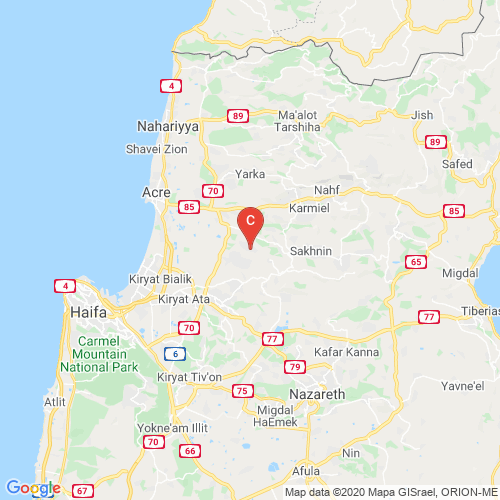 4
89
Ma'alot
Tarshiha
Jish
Nahariyya
89
Shavei Zion
Safed
Yarka
Acre
70
Nahf
85
Karmiel
85
C
Sakhnin
65
Migdal
Kiryat Bialik
4
Kiryat Ata
Haifa
Tiberias
77
70
77
Carmel
Mountain
National Park
6
Kafar Kanna
79
Kiryat Tiv'on
Yavne'el
75
Nazareth
Atlit
Migdal
HaEmek
Yokne'am Illit
70
66
Nin
Afula
Google
67
Map data ©2020 Mapa GISrael, ORION-ME